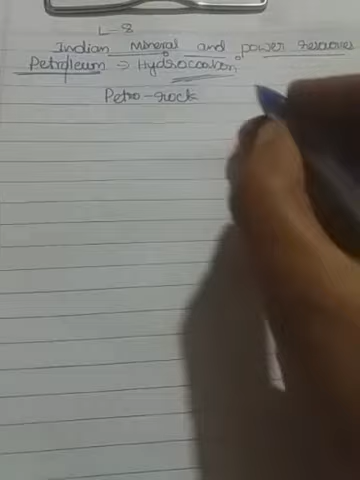 L-8
Indian mineral and power resources
Petroleum ⇒ Hydrocarbon
Petro-rock